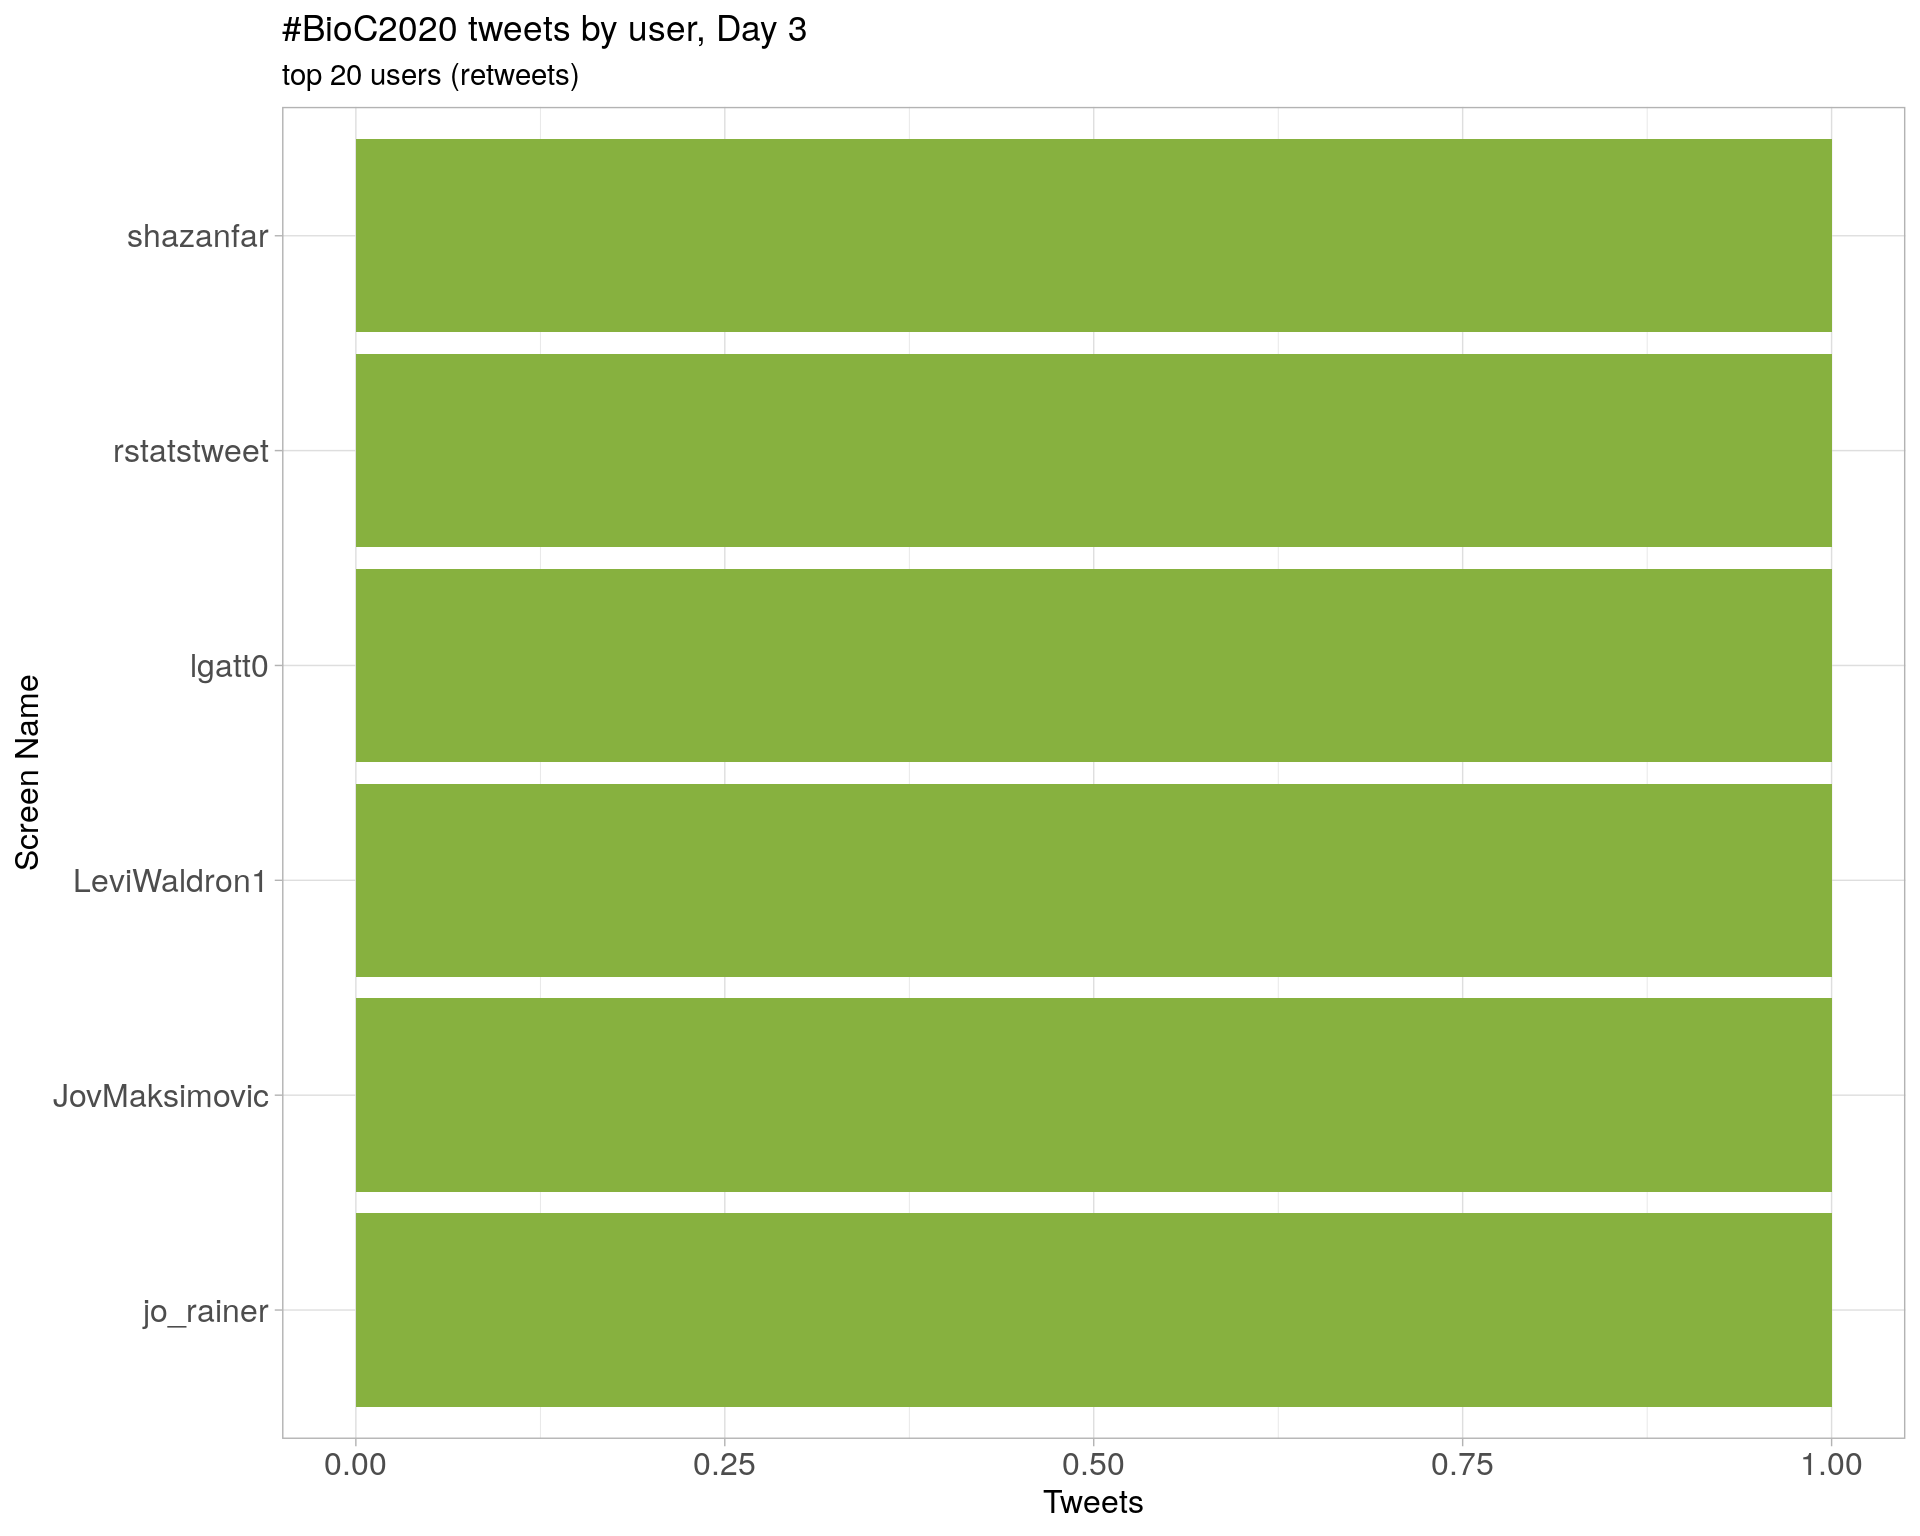 #BioC2020 tweets by user, Day 3
top 20 users (retweets)
shazanfar
rstatstweet
lgatt0
LeviWaldron1
JovMaksimovic
jo_rainer
Screen Name
0.00 0.25 0.50 0.75 1.00
Tweets